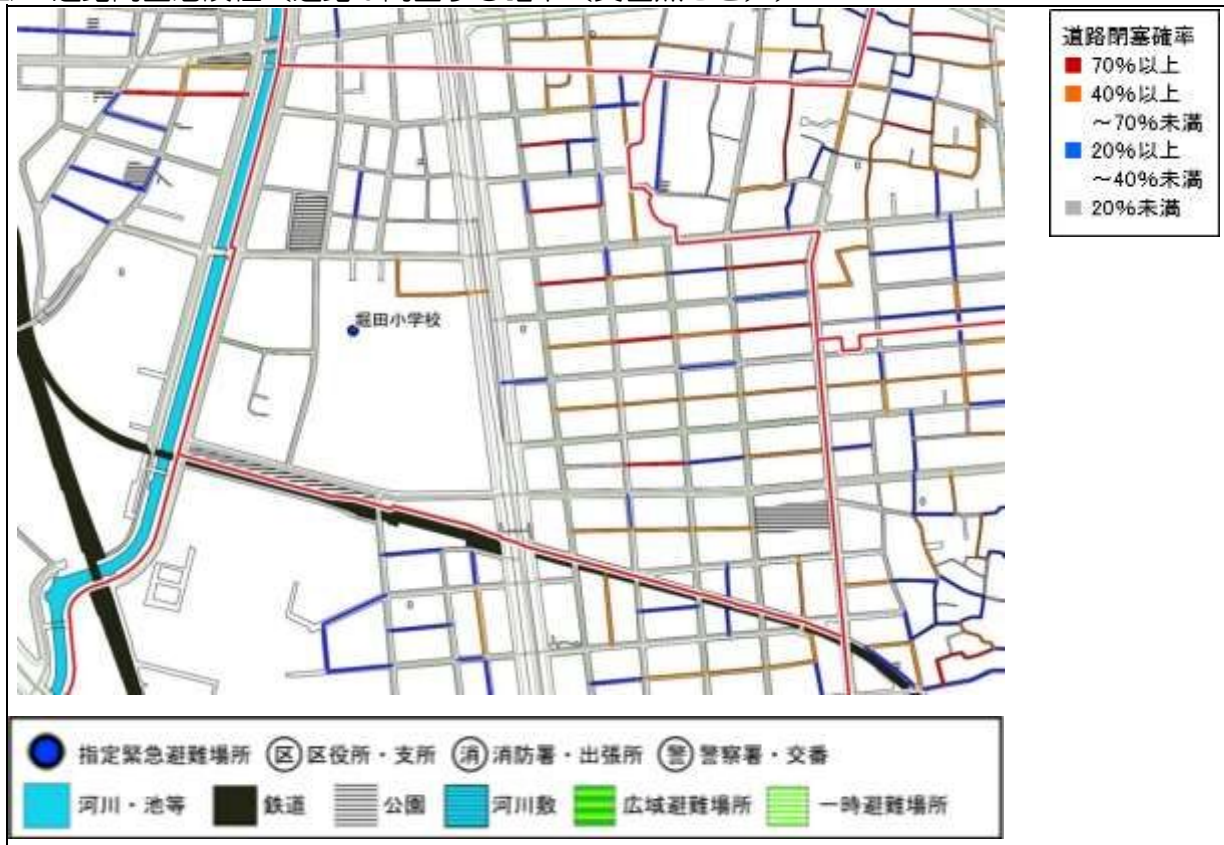 道路閉塞確率
70%以上
40%以上
～70%未満
20%以上
～40%未満
20%未満
堀田小学校
指定緊急避難場所 区 区役所・支所 消 消防署・出張所 警 警察署・交番
河川・池等 鉄道 公園 河川敷 広域避難場所 一時避難場所